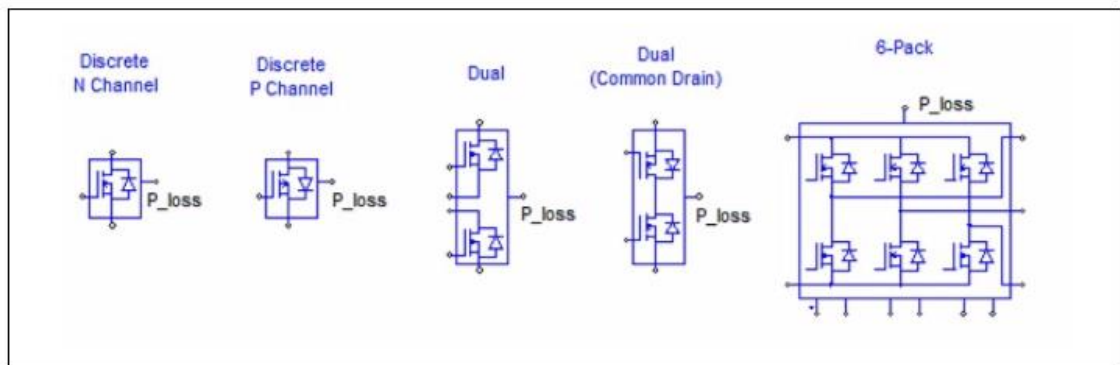 Discrete
N Channel
P_loss
Discrete
P Channel
P_loss
Dual
P_loss
Dual
(Common Drain)
P_loss
6-Pack
P_loss